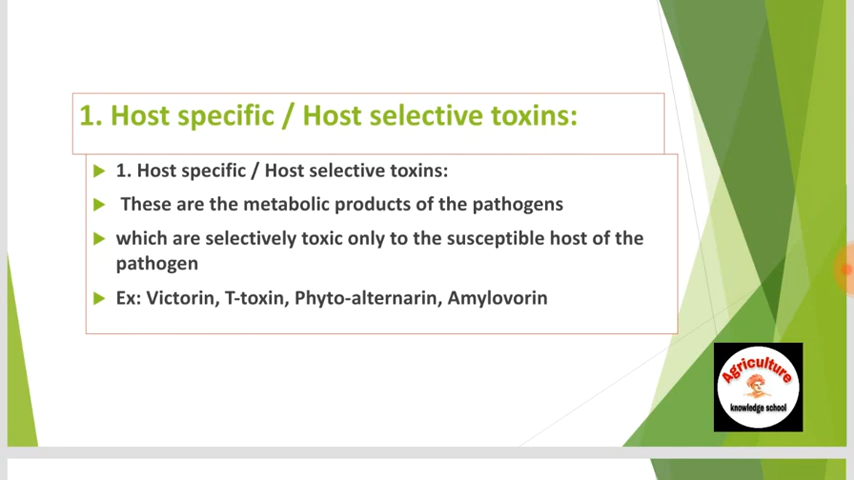 1. Host specific / Host selective toxins:
1. Host specific / Host selective toxins:
These are the metabolic products of the pathogens
which are selectively toxic only to the susceptible host of the
pathogen
Ex: Victorin, T-toxin, Phyto-alternarin, Amylovorin
Agriculture
knowledge school